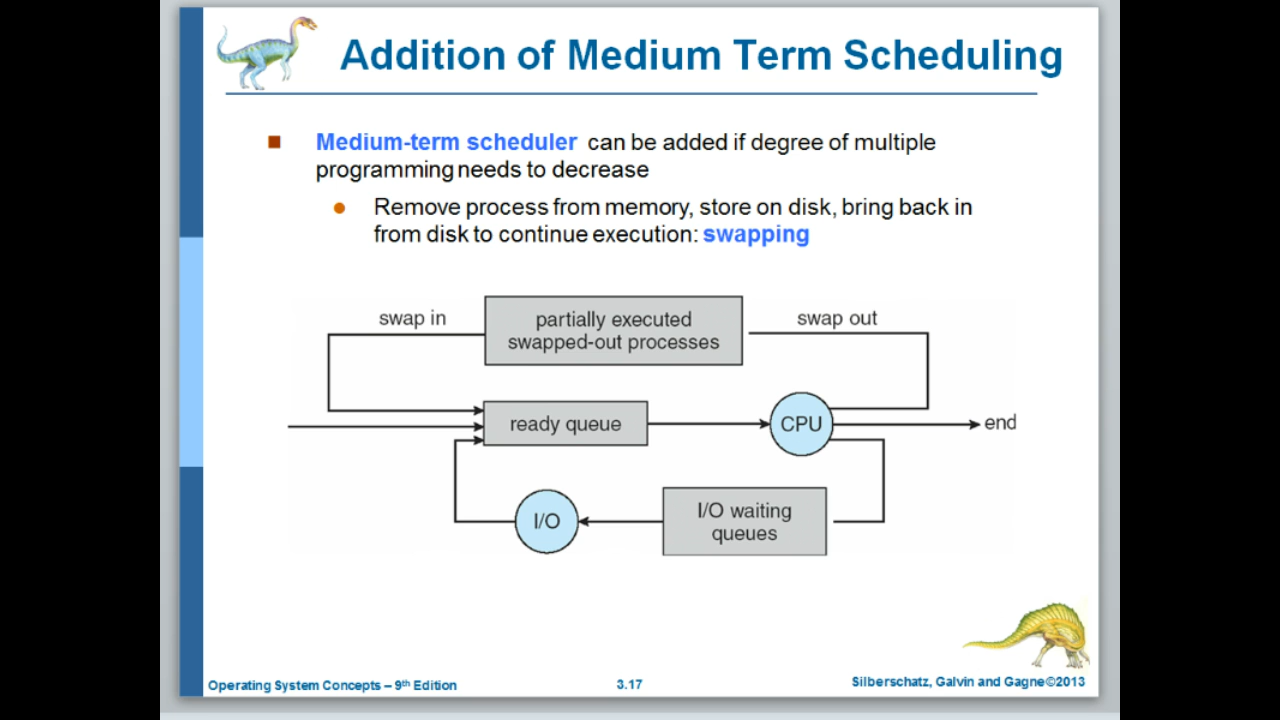 Addition of Medium Term Scheduling
Medium-term scheduler can be added if degree of multiple
programming needs to decrease
Remove process from memory, store on disk, bring back in
from disk to continue execution: swapping
swap in
partially executed
swapped-out processes
swap out
ready queue
CPU
end
I/O
I/O waiting
queues
Operating System Concepts – 9th Edition
3.17
Silberschatz, Galvin and Gagne©2013